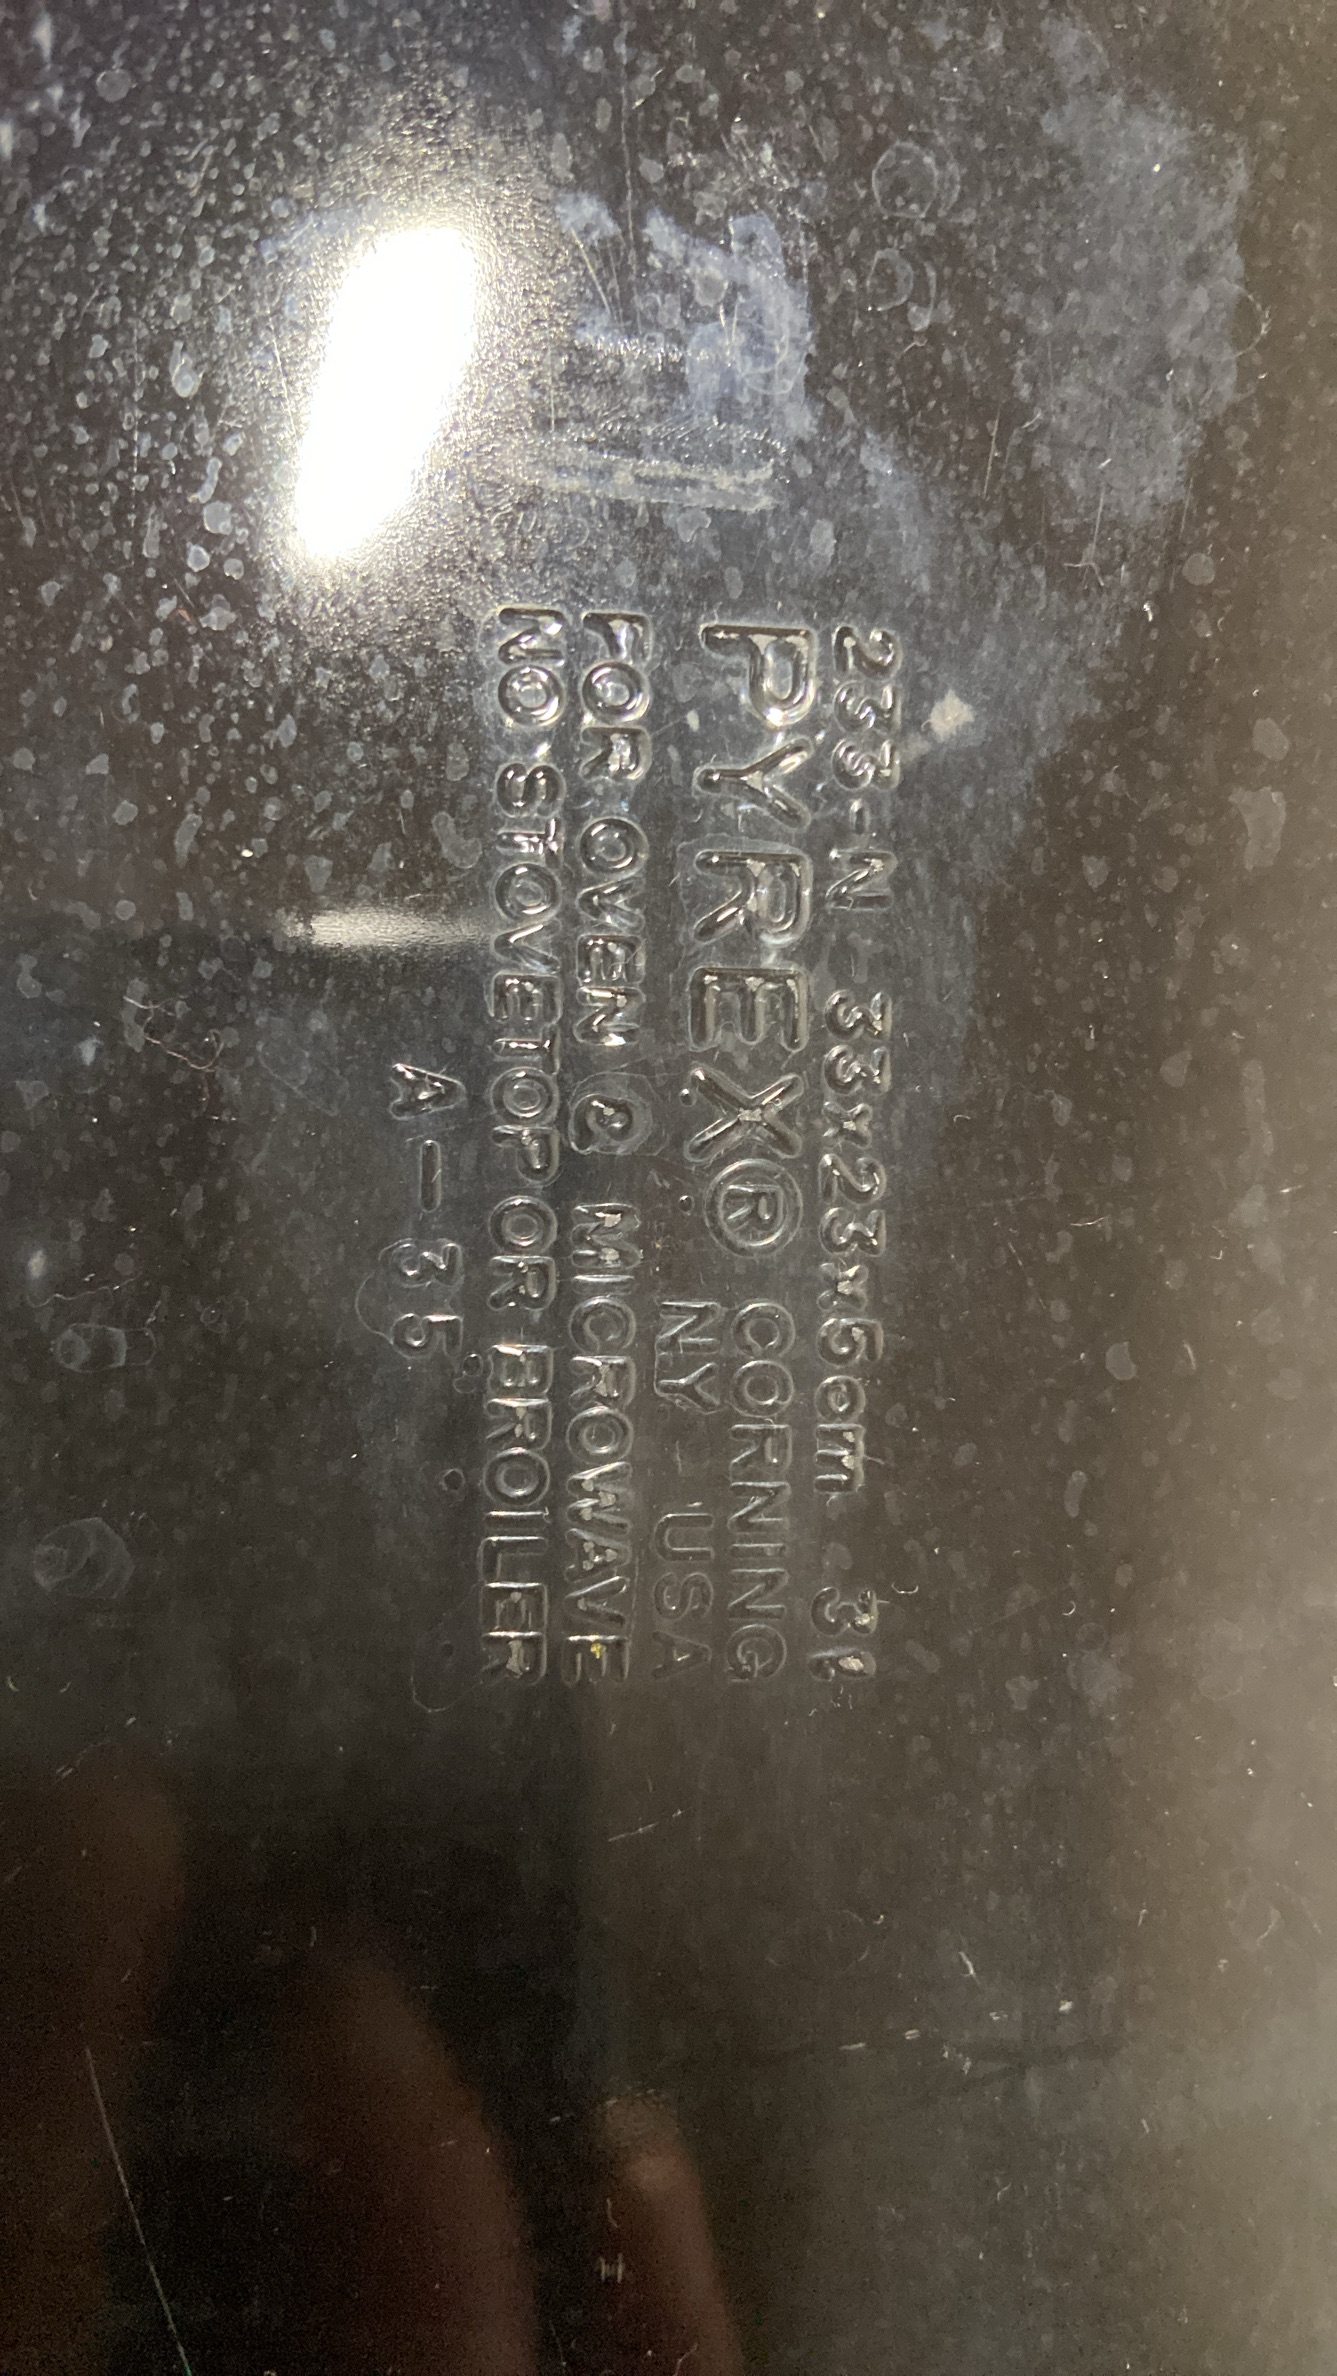 233-N 33x23x5cm 3ℓ
PYREX® CORNING
NY USA
FOR OVEN & MICROWAVE
NO STOVETOP OR BROILER
A-35